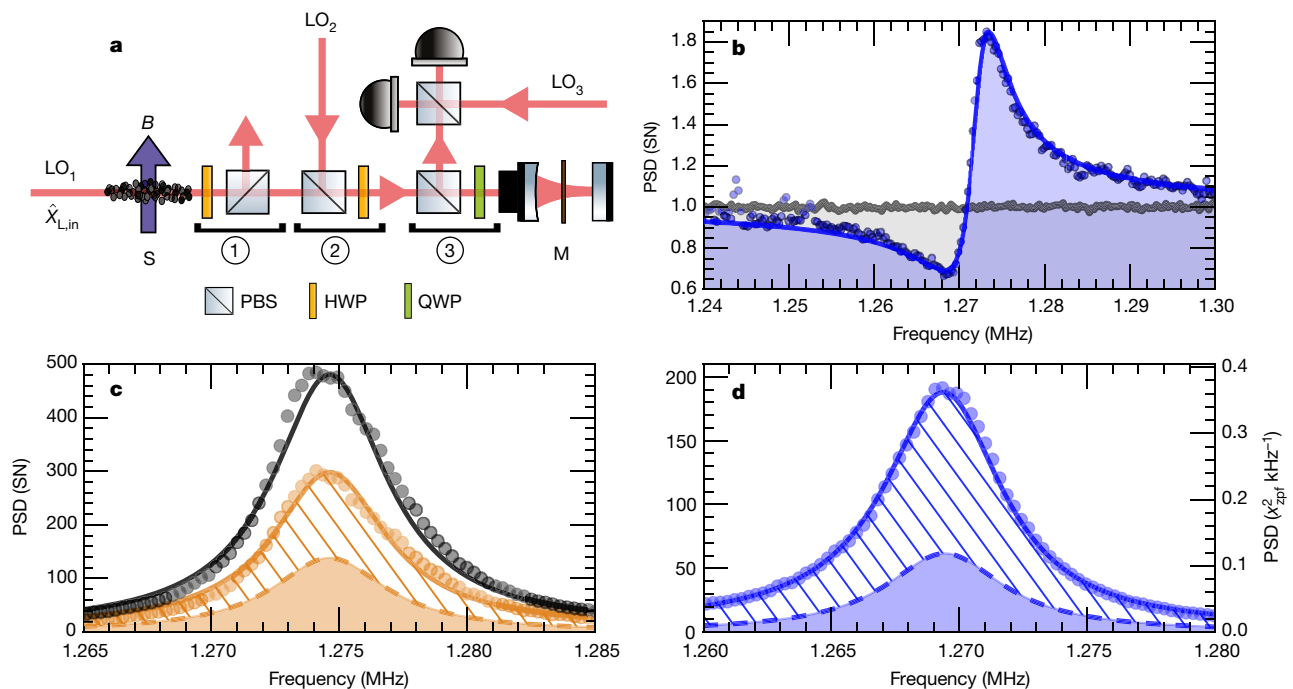 a
LO₂
B
LO₃
LO₁
X̂L,in
S
1
2
3
M
PBS
HWP
QWP
b
PSD (SN)
1.8
1.6
1.4
1.2
1.0
0.8
0.6
1.24
1.25
1.26
1.27
1.28
1.29
1.30
Frequency (MHz)
c
PSD (SN)
500
400
300
200
100
0
1.265
1.270
1.275
1.280
1.285
Frequency (MHz)
d
200
150
100
50
0
0.4
0.3
0.2
0.1
0.0
PSD (x²zpf kHz⁻¹)
1.260
1.265
1.270
1.275
1.280
Frequency (MHz)